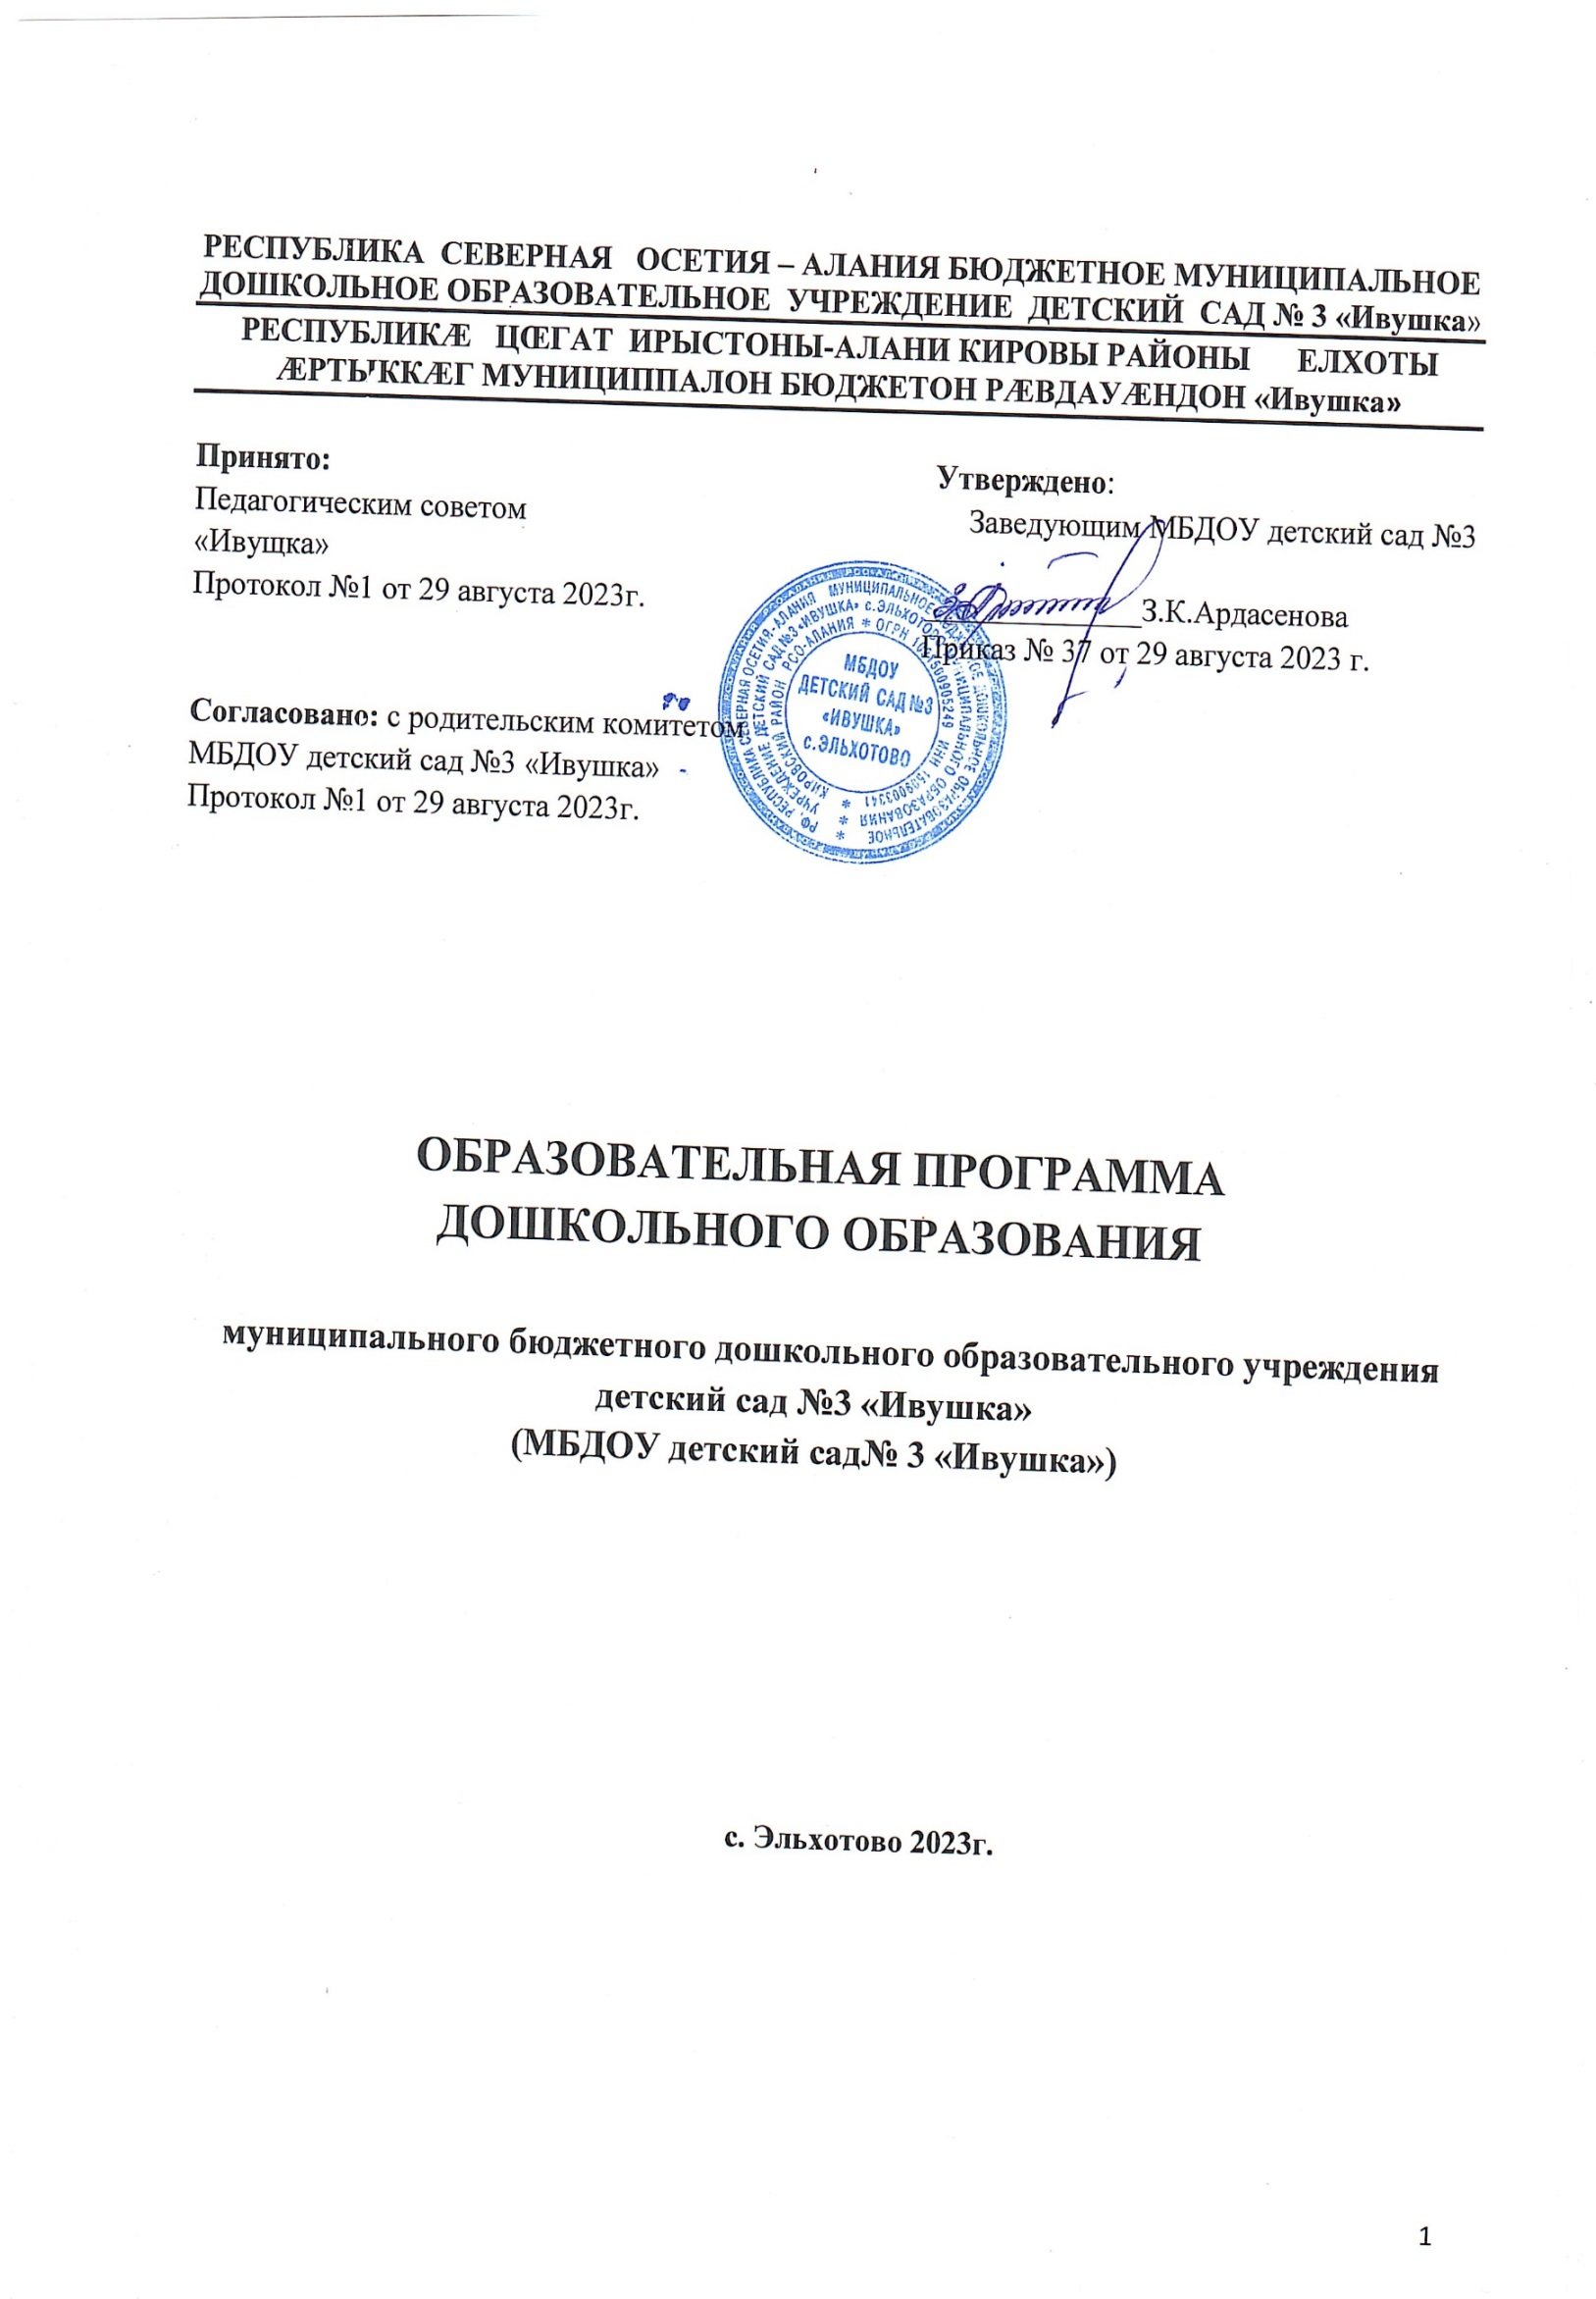 РЕСПУБЛИКА СЕВЕРНАЯ ОСЕТИЯ – АЛАНИЯ БЮДЖЕТНОЕ МУНИЦИПАЛЬНОЕ
ДОШКОЛЬНОЕ ОБРАЗОВАТЕЛЬНОЕ УЧРЕЖДЕНИЕ ДЕТСКИЙ САД № 3 «Ивушка»
РЕСПУБЛИКÆ ЦŒГАТ ИРЫСТОНЫ-АЛАНИ КИРОВЫ РАЙОНЫ ЕЛХОТЫ
ÆРТЫККÆГ МУНИЦИППАЛОН БЮДЖЕТОН РÆВДАУÆНДОН «Ивушка»
Принято:
Педагогическим советом
«Ивущка»
Протокол №1 от 29 августа 2023г.
Утверждено:
Заведующим МБДОУ детский сад №3
З.К.Ардасенова
Приказ № 37 от 29 августа 2023 г.
Согласовано: с родительским комитетом
МБДОУ детский сад №3 «Ивушка»
Протокол №1 от 29 августа 2023г.
МБДОУ
ДЕТСКИЙ САД №3
«ИВУШКА»
с.ЭЛЬХОТОВО
ОБРАЗОВАТЕЛЬНАЯ ПРОГРАММА
ДОШКОЛЬНОГО ОБРАЗОВАНИЯ
муниципального бюджетного дошкольного образовательного учреждения
детский сад №3 «Ивушка»
(МБДОУ детский сад№ 3 «Ивушка»)
с. Эльхотово 2023г.
1